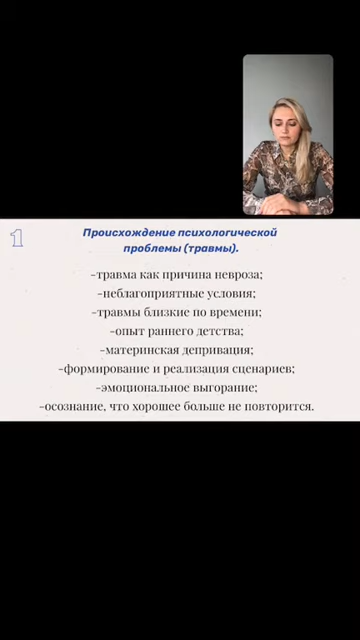 1
Происхождение психологической
проблемы (травмы).
-травма как причина невроза;
-неблагоприятные условия;
-травмы близкие по времени;
-опыт раннего детства;
-материнская депривация;
-формирование и реализация сценариев;
-эмоциональное выгорание;
-осознание, что хорошее больше не повторится.